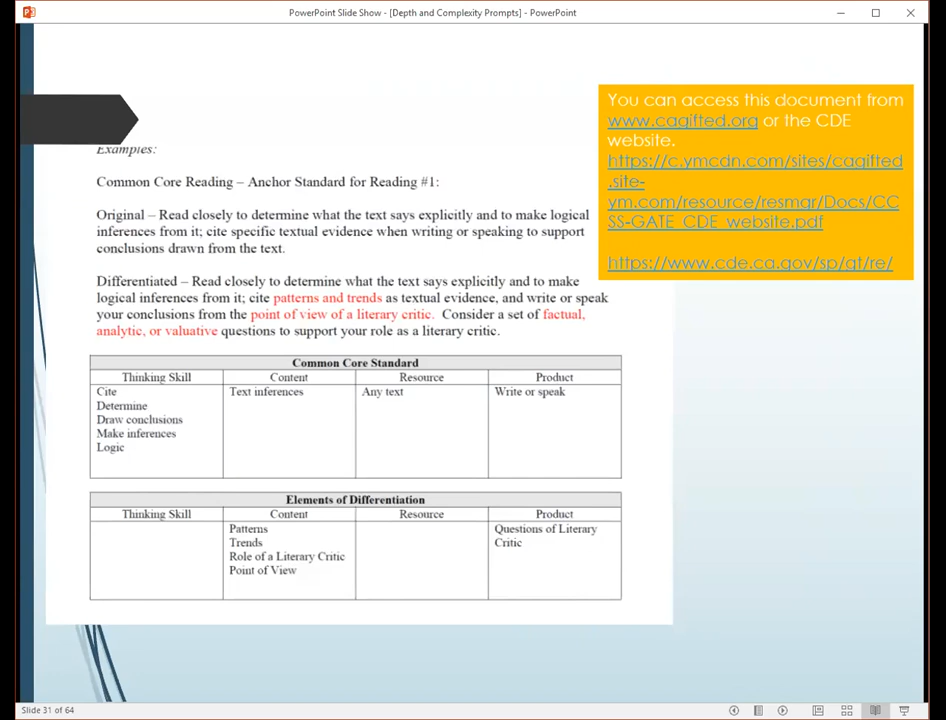 PowerPoint Slide Show - [Depth and Complexity Prompts] - PowerPoint
You can access this document from
www.cagifted.org or the CDE
website.
https://c.ymcdn.com/sites/cagifted
.site-
ym.com/resource/resmgr/Docs/CC
SS-GATE_CDE_website.pdf
https://www.cde.ca.gov/sp/gt/re/
Examples:
Common Core Reading – Anchor Standard for Reading #1:
Original – Read closely to determine what the text says explicitly and to make logical
inferences from it; cite specific textual evidence when writing or speaking to support
conclusions drawn from the text.
Differentiated – Read closely to determine what the text says explicitly and to make
logical inferences from it; cite patterns and trends as textual evidence, and write or speak
your conclusions from the point of view of a literary critic. Consider a set of factual,
analytic, or valuative questions to support your role as a literary critic.
Common Core Standard
Thinking Skill Content Resource Product
Cite Text inferences Any text Write or speak
Determine
Draw conclusions
Make inferences
Logic
Elements of Differentiation
Thinking Skill Content Resource Product
Patterns Questions of Literary
Trends Critic
Role of a Literary Critic
Point of View
Slide 31 of 64